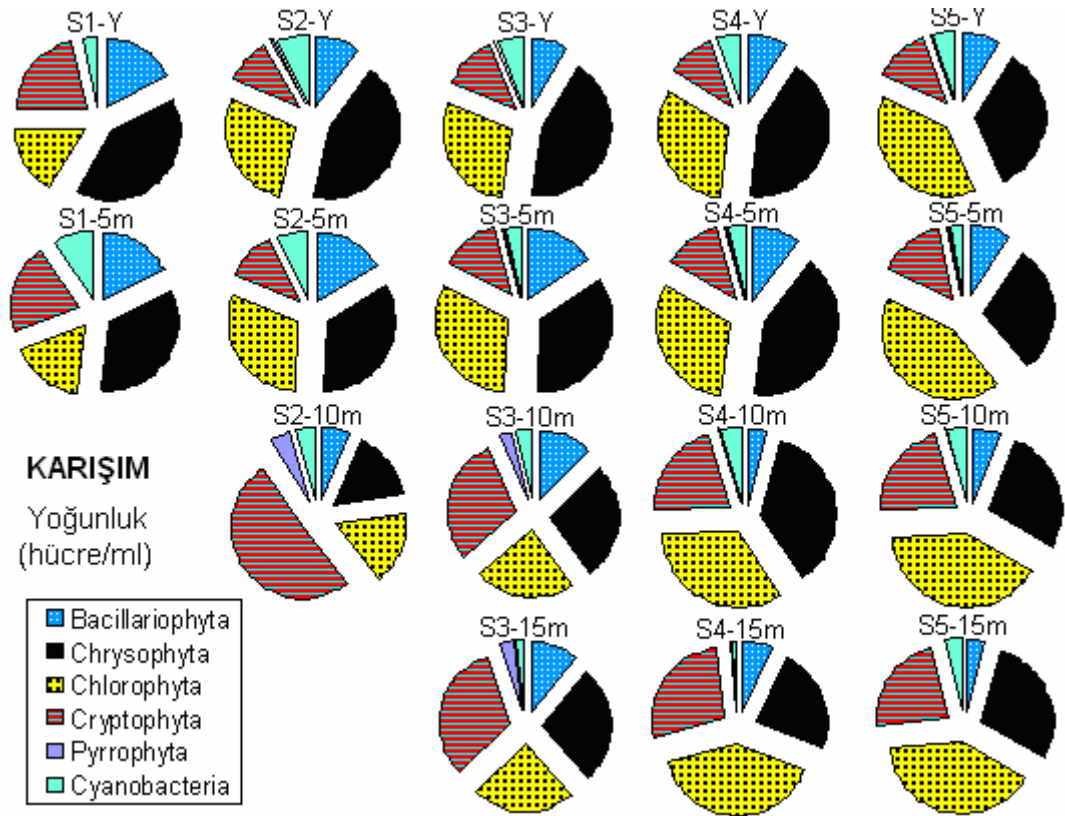 S1-Y S2-Y S3-Y S4-Y S5-Y
S1-5m S2-5m S3-5m S4-5m S5-5m
S2-10m S3-10m S4-10m S5-10m
KARIŞIM
Yoğunluk
(hücre/ml)
Bacillariophyta
Chrysophyta
Chlorophyta
Cryptophyta
Pyrrophyta
Cyanobacteria
S3-15m S4-15m S5-15m